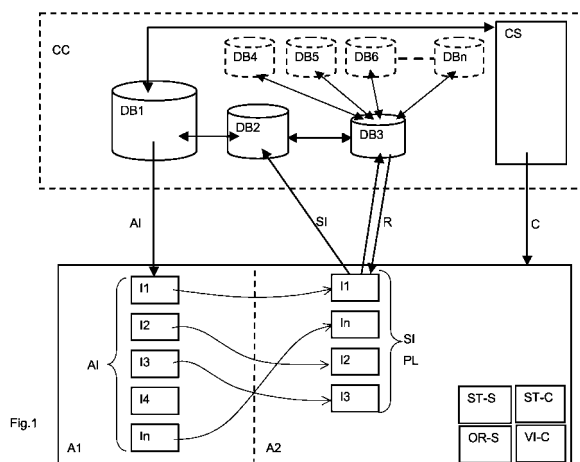 CC
CS
DB4 DB5 DB6 DBn
DB1
DB2
DB3
AI SI R C
I1 I1
I2 In
AI SI
PL
I3 I2
I4 I3
In
ST-S ST-C
OR-S VI-C
Fig.1
A1 A2